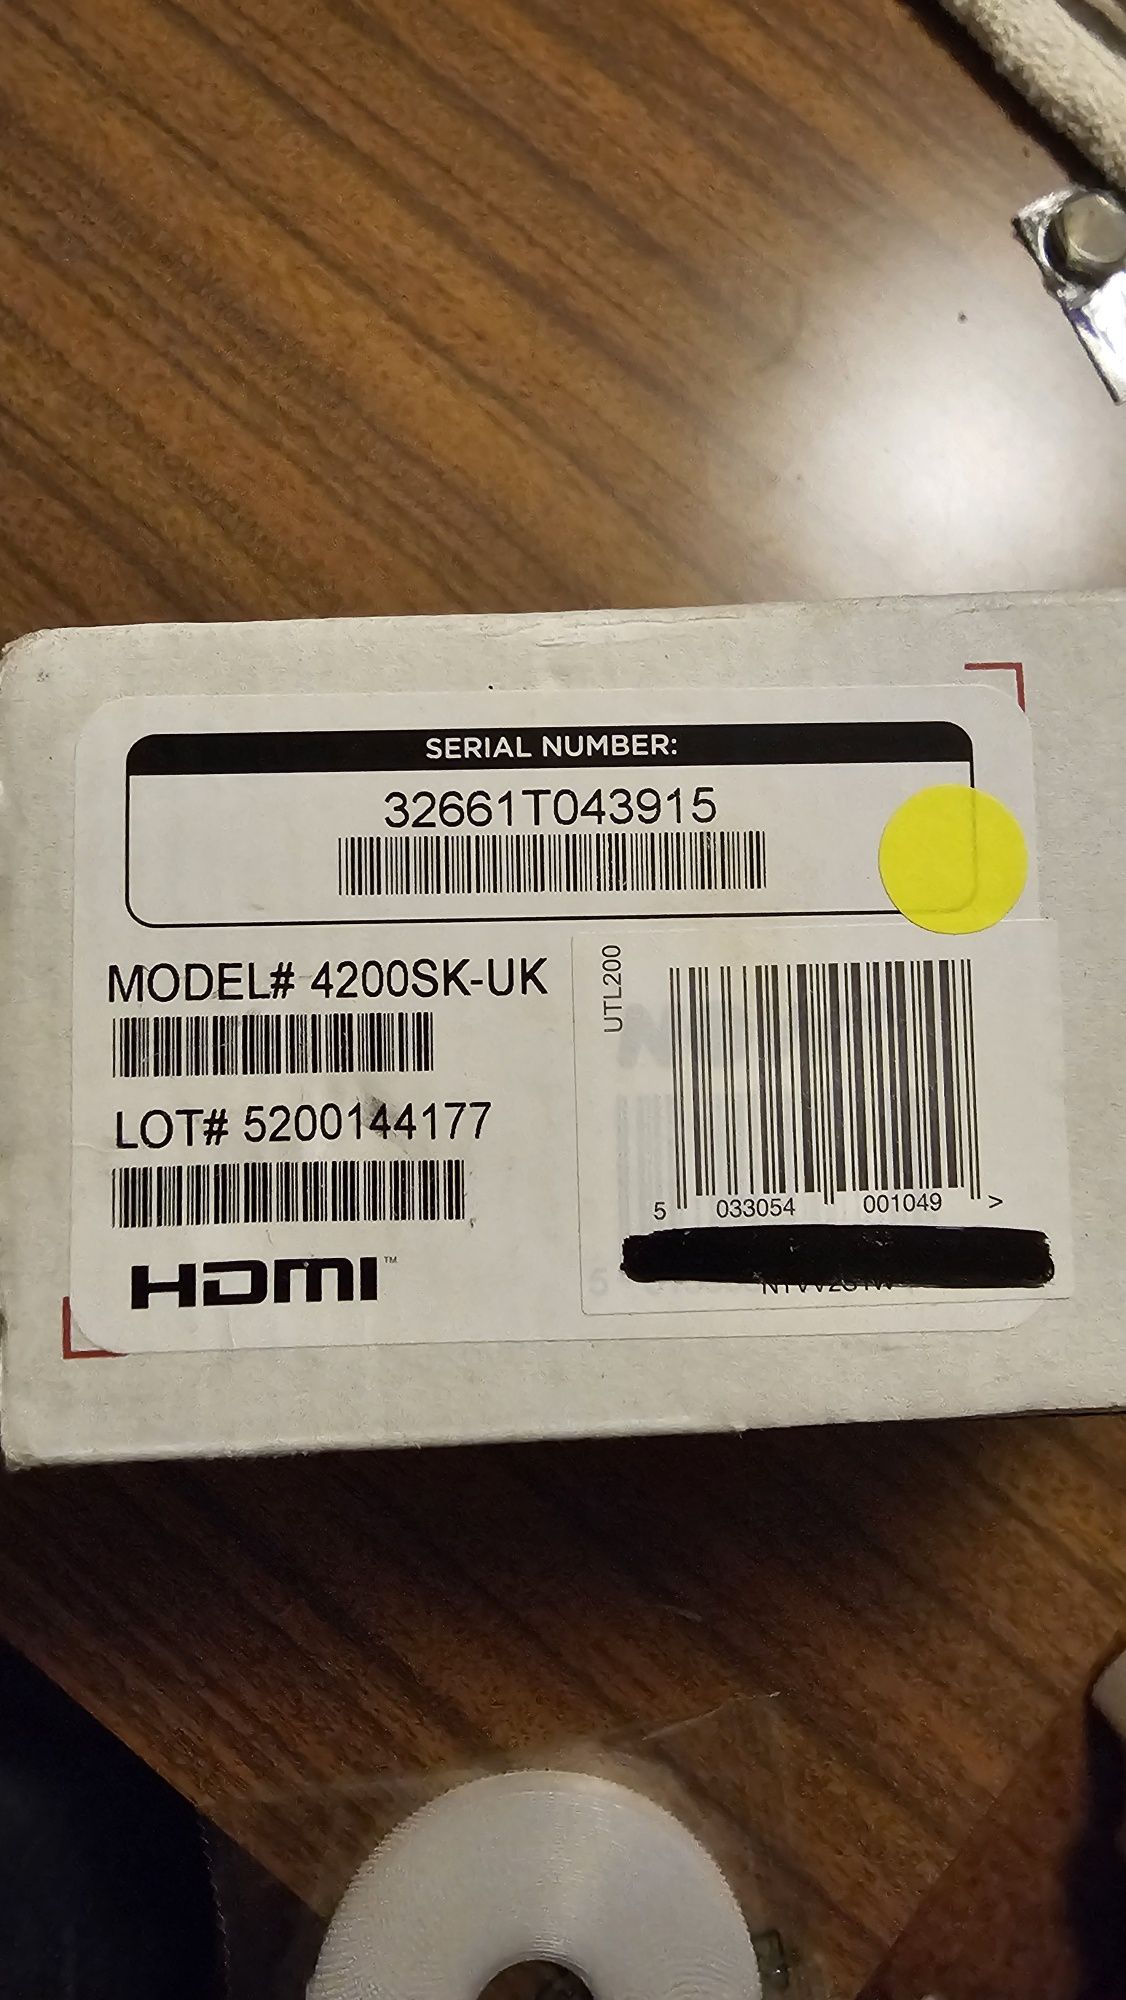 SERIAL NUMBER:
32661T043915
MODEL# 4200SK-UK
LOT# 5200144177
HDMI™
UTL200
5 033054 001049 >